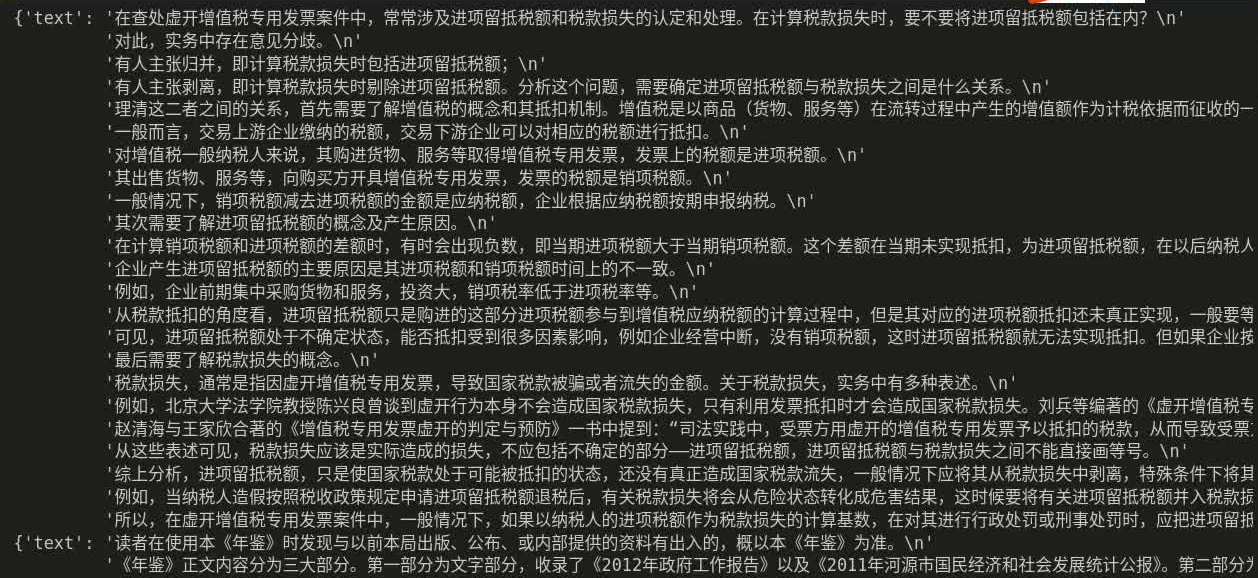 {'text': '在查处虚开增值税专用发票案件中，常常涉及进项留抵税额和税款损失的认定和处理。在计算税款损失时，要不要将进项留抵税额包括在内？\n'
'对此，实务中存在意见分歧。\n'
'有人主张归并，即计算税款损失时包括进项留抵税额；\n'
'有人主张剥离，即计算税款损失时剔除进项留抵税额。分析这个问题，需要确定进项留抵税额与税款损失之间是什么关系。\n'
'理清这二者之间的关系，首先需要了解增值税的概念和其抵扣机制。增值税是以商品（货物、服务等）在流转过程中产生的增值额作为计税依据而征收的一
'一般而言，交易上游企业缴纳的税额，交易下游企业可以对相应的税额进行抵扣。\n'
'对增值税一般纳税人来说，其购进货物、服务等取得增值税专用发票，发票上的税额是进项税额。\n'
'其出售货物、服务等，向购买方开具增值税专用发票，发票的税额是销项税额。\n'
'一般情况下，销项税额减去进项税额的金额是应纳税额，企业根据应纳税额按期申报纳税。\n'
'其次需要了解进项留抵税额的概念及产生原因。\n'
'在计算销项税额和进项税额的差额时，有时会出现负数，即当期进项税额大于当期销项税额。这个差额在当期未实现抵扣，为进项留抵税额，在以后纳税人
'企业产生进项留抵税额的主要原因是其进项税额和销项税额时间上的不一致。\n'
'例如，企业前期集中采购货物和服务，投资大，销项税率低于进项税率等。\n'
'从税款抵扣的角度看，进项留抵税额只是购进的这部分进项税额参与到增值税应纳税额的计算过程中，但是其对应的进项税额抵扣还未真正实现，一般要等
'可见，进项留抵税额处于不确定状态，能否抵扣受到很多因素影响，例如企业经营中断，没有销项税额，这时进项留抵税额就无法实现抵扣。但如果企业按
'最后需要了解税款损失的概念。\n'
'税款损失，通常是指因虚开增值税专用发票，导致国家税款被骗或者流失的金额。关于税款损失，实务中有多种表述。\n'
'例如，北京大学法学院教授陈兴良曾谈到虚开行为本身不会造成国家税款损失，只有利用发票抵扣时才会造成国家税款损失。刘兵等编著的《虚开增值税专
'赵清海与王家欣合著的《增值税专用发票虚开的判定与预防》一书中提到：“司法实践中，受票方用虚开的增值税专用发票予以抵扣的税款，从而导致受票
'从这些表述可见，税款损失应该是实际造成的损失，不应包括不确定的部分——进项留抵税额，进项留抵税额与税款损失之间不能直接画等号。\n'
'综上分析，进项留抵税额，只是使国家税款处于可能被抵扣的状态，还没有真正造成国家税款流失，一般情况下应将其从税款损失中剥离，特殊条件下将其
'例如，当纳税人造假按照税收政策规定申请进项留抵税额退税后，有关税款损失将会从危险状态转化成危害结果，这时候要将有关进项留抵税额并入税款损
'所以，在虚开增值税专用发票案件中，一般情况下，如果以纳税人的进项税额作为税款损失的计算基数，在对其进行行政处罚或刑事处罚时，应把进项留抵
{'text': '读者在使用本《年鉴》时发现与以前本局出版、公布、或内部提供的资料有出入的，概以本《年鉴》为准。\n'
'《年鉴》正文内容分为三大部分。第一部分为文字部分，收录了《2012年政府工作报告》以及《2011年河源市国民经济和社会发展统计公报》。第二部分为